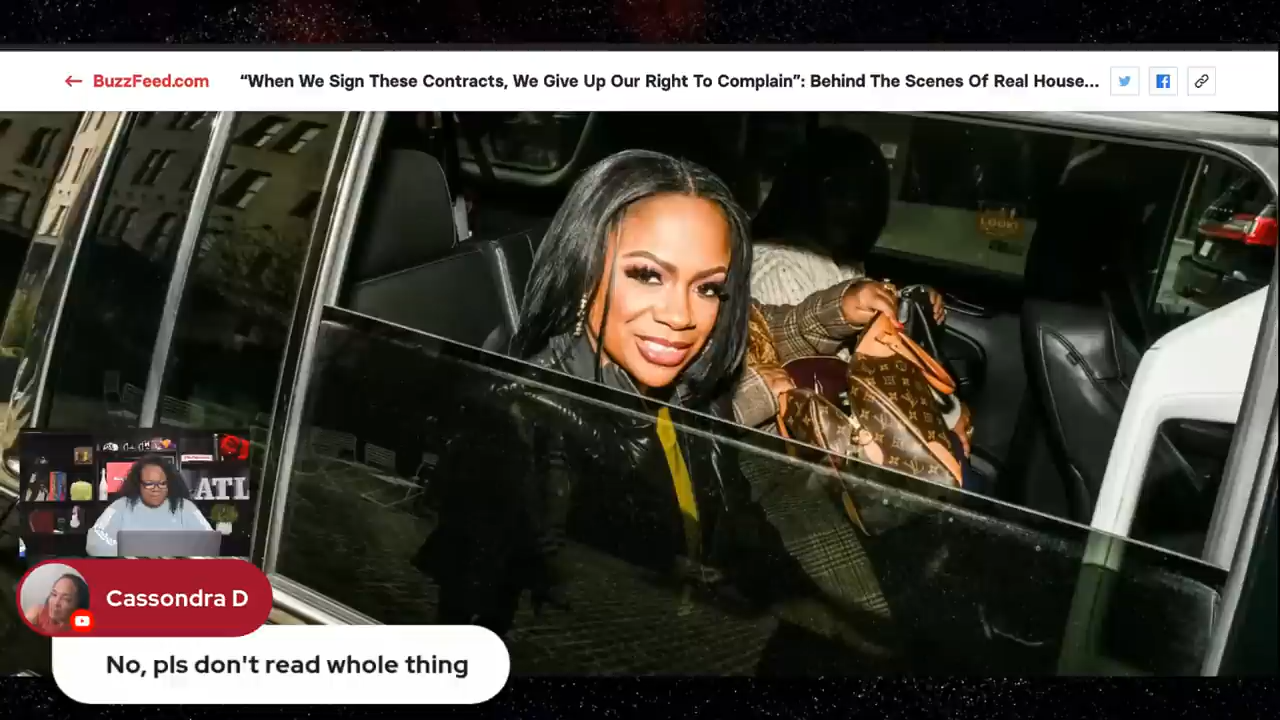 BuzzFeed.com
“When We Sign These Contracts, We Give Up Our Right To Complain”: Behind The Scenes Of Real House...
LOOK!
ATL
Cassondra D
No, pls don't read whole thing